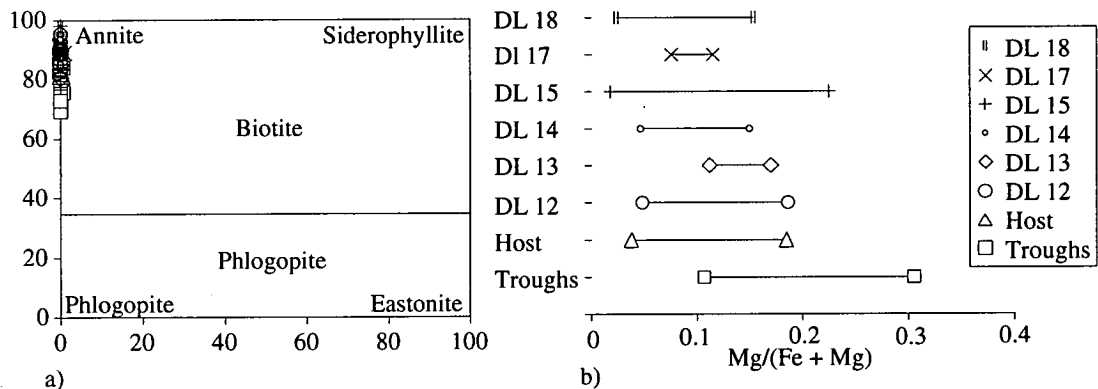 100
80
60
40
20
0
Annite Siderophyllite
Biotite
Phlogopite
Phlogopite Eastonite
0 20 40 60 80 100
a)
DL 18
Dl 17
DL 15
DL 14
DL 13
DL 12
Host
Troughs
0 0.1 0.2 0.3 0.4
Mg/(Fe + Mg)
b)
DL 18
DL 17
DL 15
DL 14
DL 13
DL 12
Host
Troughs